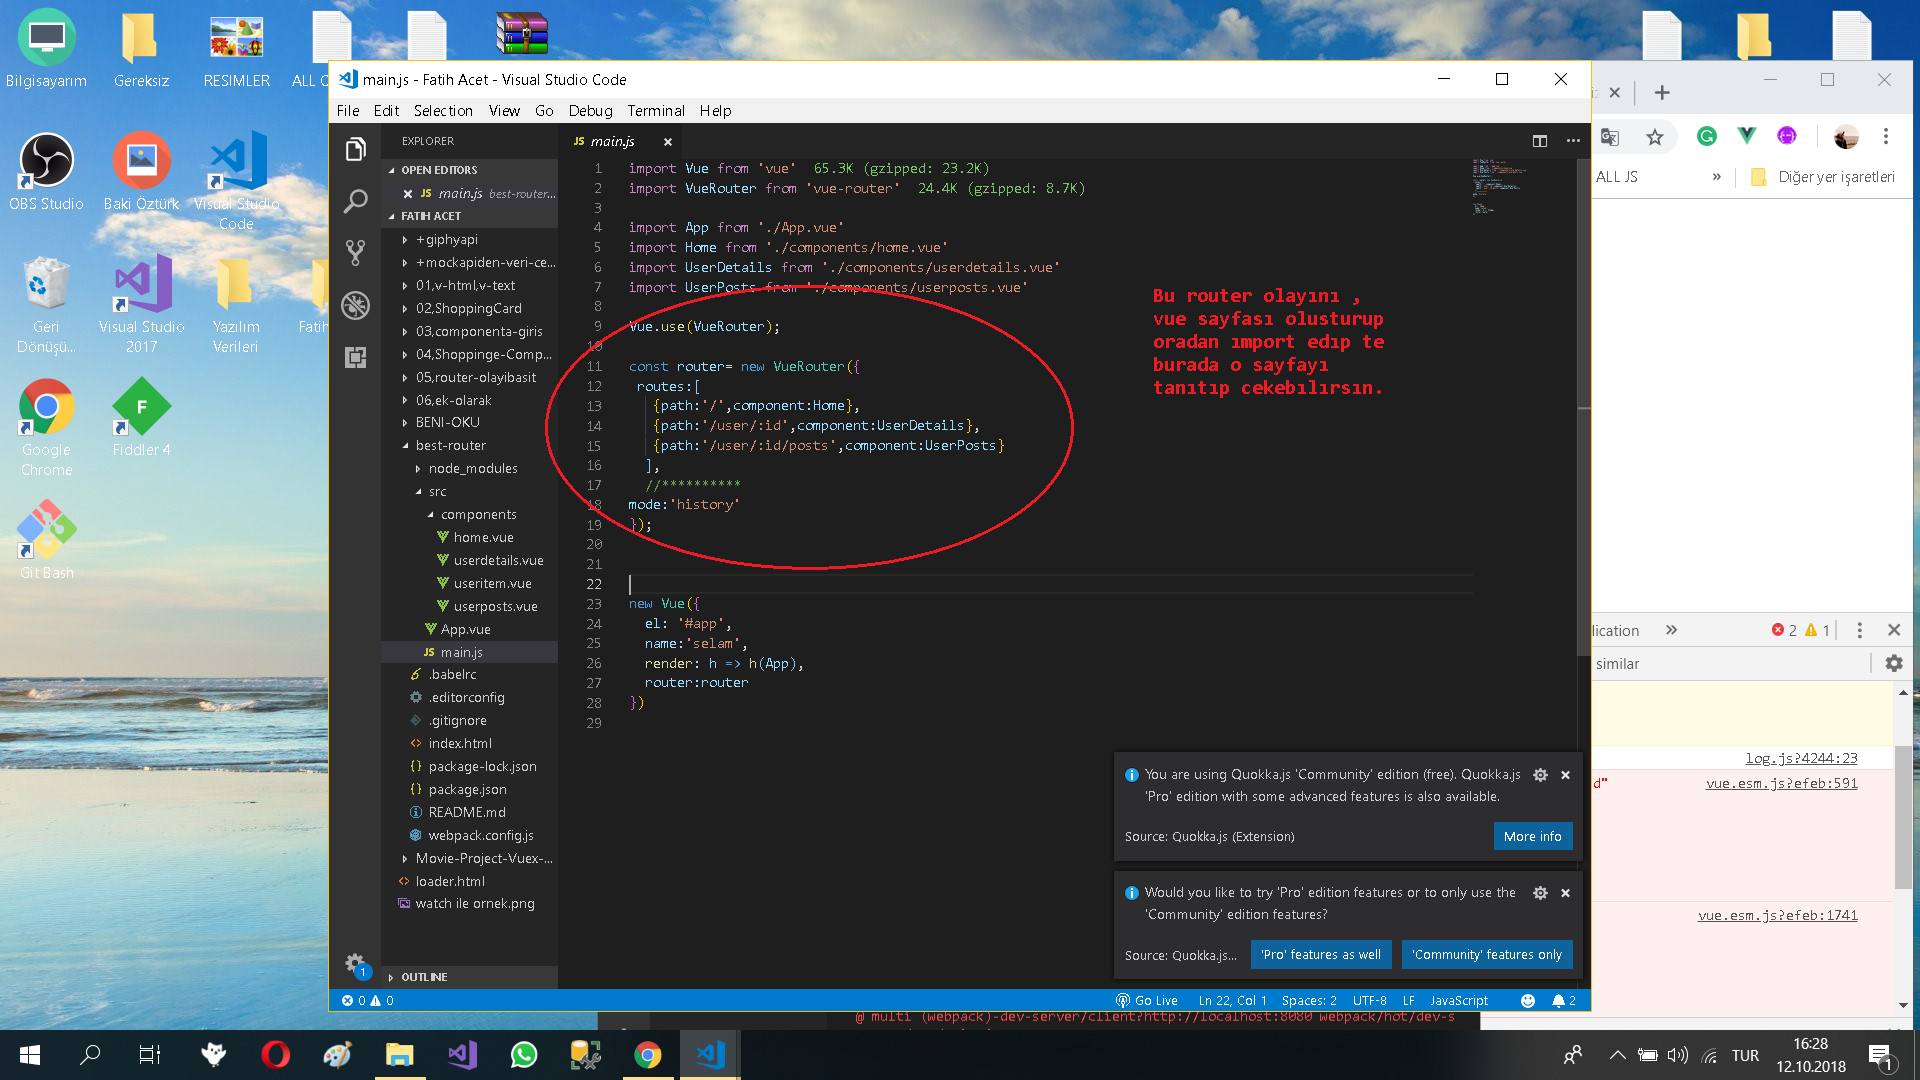 Bilgisayarım
Gereksiz
RESIMLER
OBS Studio
Baki Öztürk
Visual Studio
Code
Geri
Dönüşü...
Visual Studio
2017
Yazılım
Verileri
Google
Chrome
Fiddler 4
Git Bash
main.js - Fatih Acet - Visual Studio Code
File Edit Selection View Go Debug Terminal Help
EXPLORER
OPEN EDITORS
JS main.js best-router...
FATIH ACET
+giphyapi
+mockapiden-veri-ce...
01,v-html,v-text
02,ShoppingCard
03,componenta-giris
04,Shoppinge-Comp...
05,router-olayibasit
06,ek-olarak
BENI-OKU
best-router
node_modules
src
components
home.vue
userdetails.vue
useritem.vue
userposts.vue
App.vue
JS main.js
.babelrc
.editorconfig
.gitignore
index.html
package-lock.json
package.json
README.md
webpack.config.js
Movie-Project-Vuex-...
loader.html
watch ile ornek.png
OUTLINE
JS main.js
1 import Vue from 'vue' 65.3K (gzipped: 23.2K)
2 import VueRouter from 'vue-router' 24.4K (gzipped: 8.7K)
3
4 import App from './App.vue'
5 import Home from './components/home.vue'
6 import UserDetails from './components/userdetails.vue'
7 import UserPosts from './components/userposts.vue'
8
9 Vue.use(VueRouter);
10
11 const router= new VueRouter({
12 routes:[
13 {path:'/',component:Home},
14 {path:'/user/:id',component:UserDetails},
15 {path:'/user/:id/posts',component:UserPosts}
16 ],
17 //**********
18 mode:'history'
19 });
20
21
22
23 new Vue({
24 el: '#app',
25 name:'selam',
26 render: h => h(App),
27 router:router
28 })
29
Bu router olayını ,
vue sayfası olusturup
oradan ımport edıp te
burada o sayfayı
tanıtıp cekebılırsın.
You are using Quokka.js 'Community' edition (free). Quokka.js
'Pro' edition with some advanced features is also available.
Source: Quokka.js (Extension)
More info
Would you like to try 'Pro' edition features or to only use the
'Community' edition features?
Source: Quokka.js...
'Pro' features as well
'Community' features only
1
0 0
Go Live Ln 22, Col 1 Spaces: 2 UTF-8 LF JavaScript 2
ALL JS » Diğer yer işaretleri
lication » 2 1
similar
log.js?4244:23
d" vue.esm.js?efeb:591
vue.esm.js?efeb:1741
@ multi (webpack)-dev-server/client?http://localhost:8080 webpack/hot/dev-s
TUR
16:28
12.10.2018
1